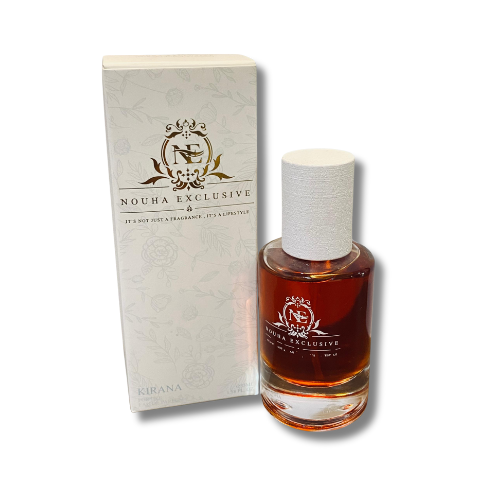 NE
NOUHA EXCLUSIVE
IT'S NOT JUST A FRAGRANCE, IT'S A LIFESTYLE
KIRANA
NE
NOUHA EXCLUSIVE